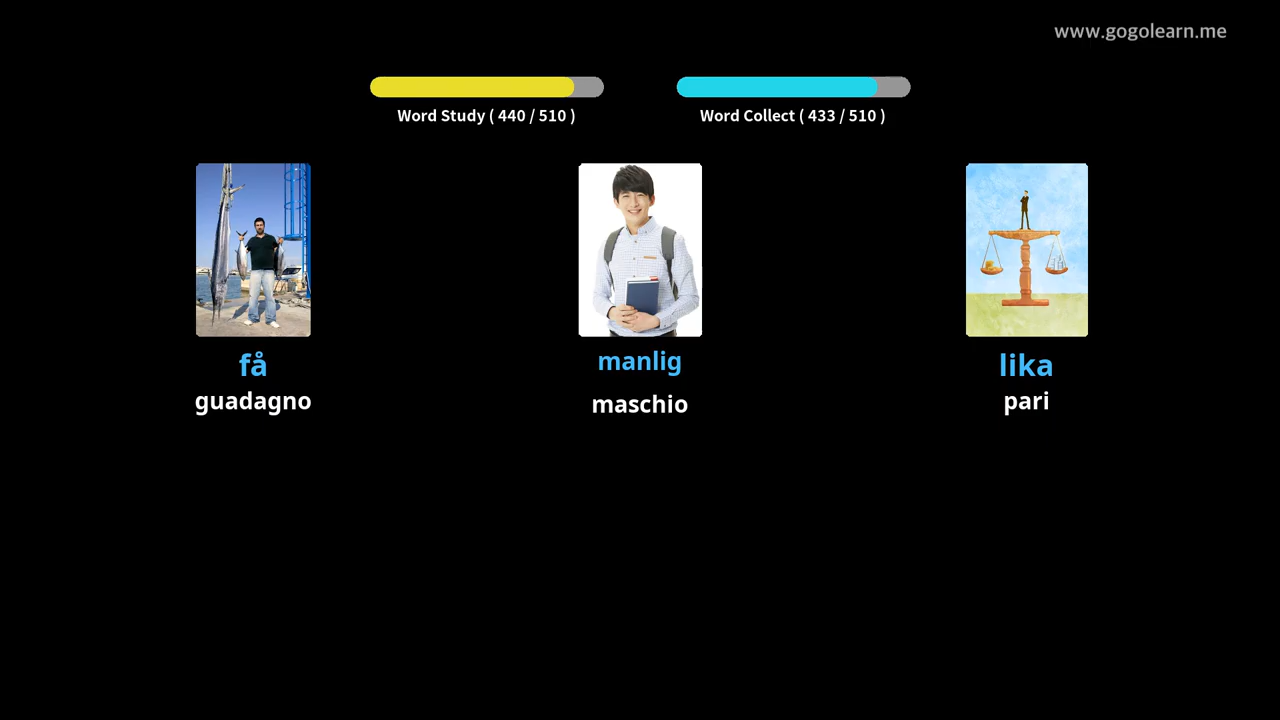 www.gogolearn.me
Word Study ( 440 / 510 )
Word Collect ( 433 / 510 )
få
guadagno
manlig
maschio
lika
pari